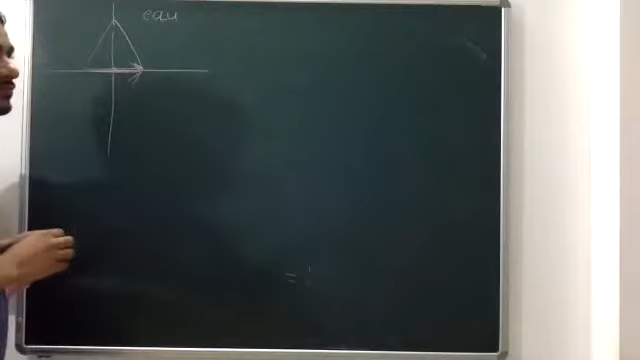 equ
=